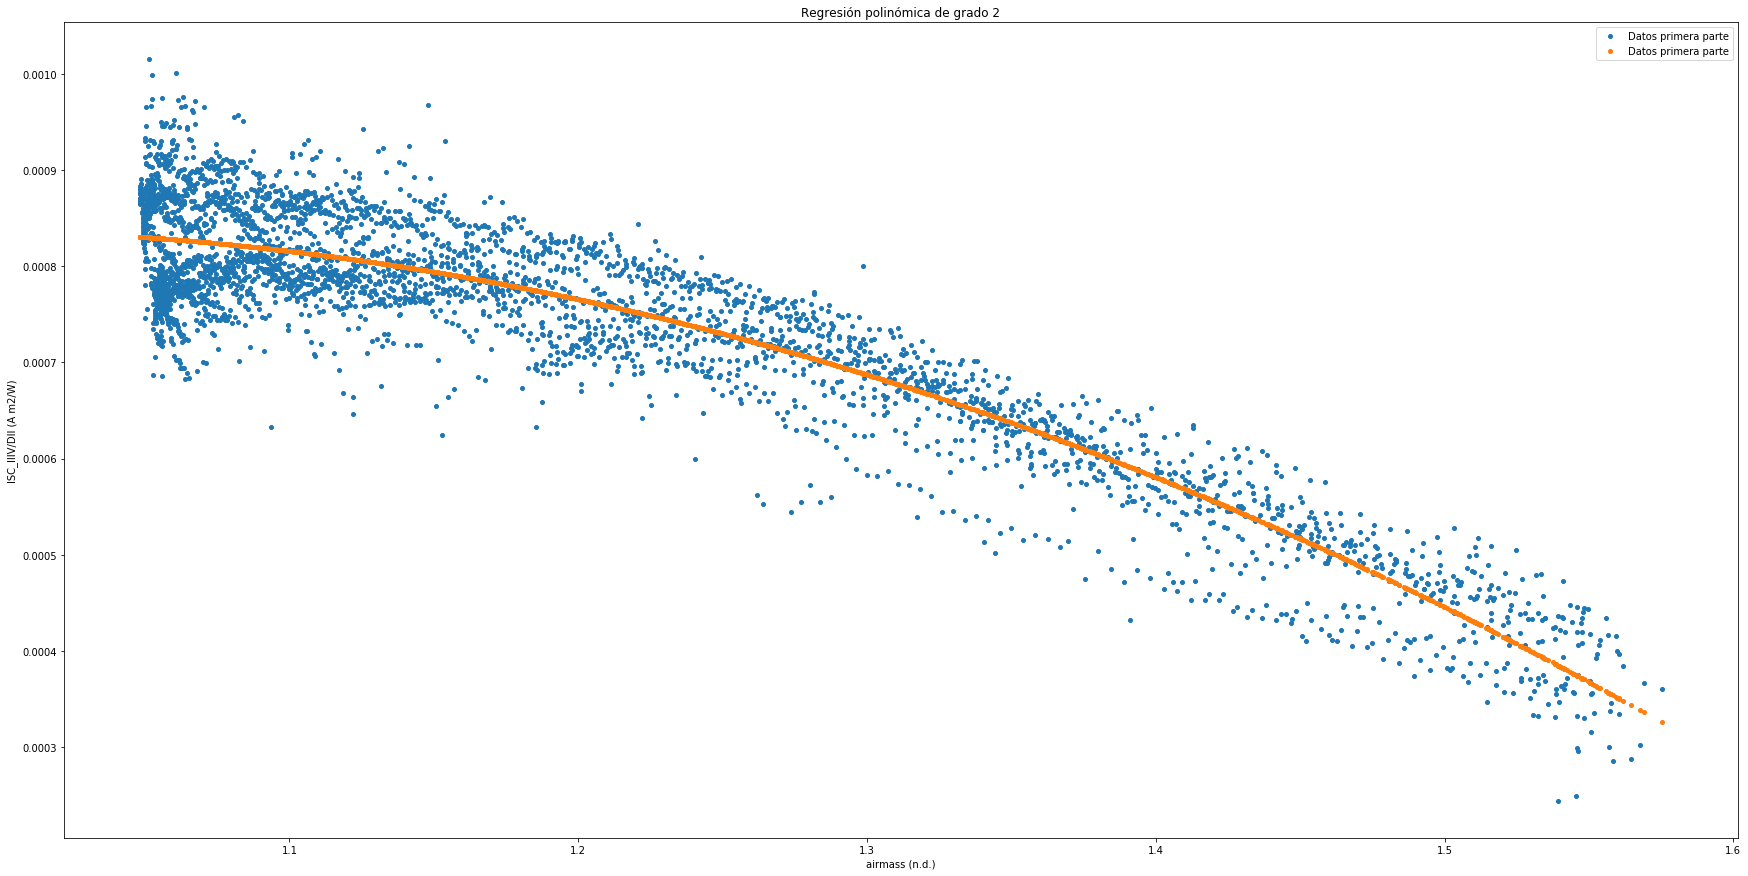 Regresión polinómica de grado 2
Datos primera parte
Datos primera parte
0.0010
0.0009
0.0008
0.0007
0.0006
0.0005
0.0004
0.0003
ISC_IIIV/DII (A m2/W)
1.1 1.2 1.3 1.4 1.5 1.6
airmass (n.d.)